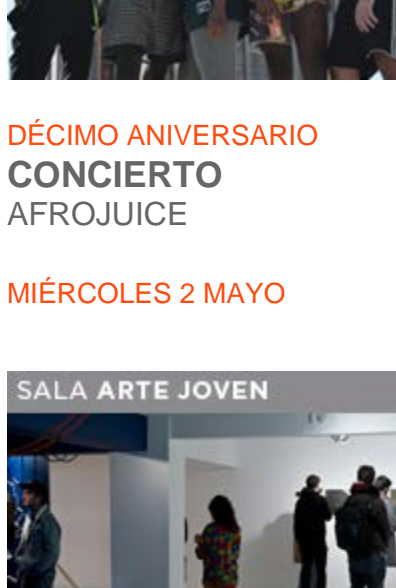 DÉCIMO ANIVERSARIO
CONCIERTO
AFROJUICE
MIÉRCOLES 2 MAYO
SALA ARTE JOVEN